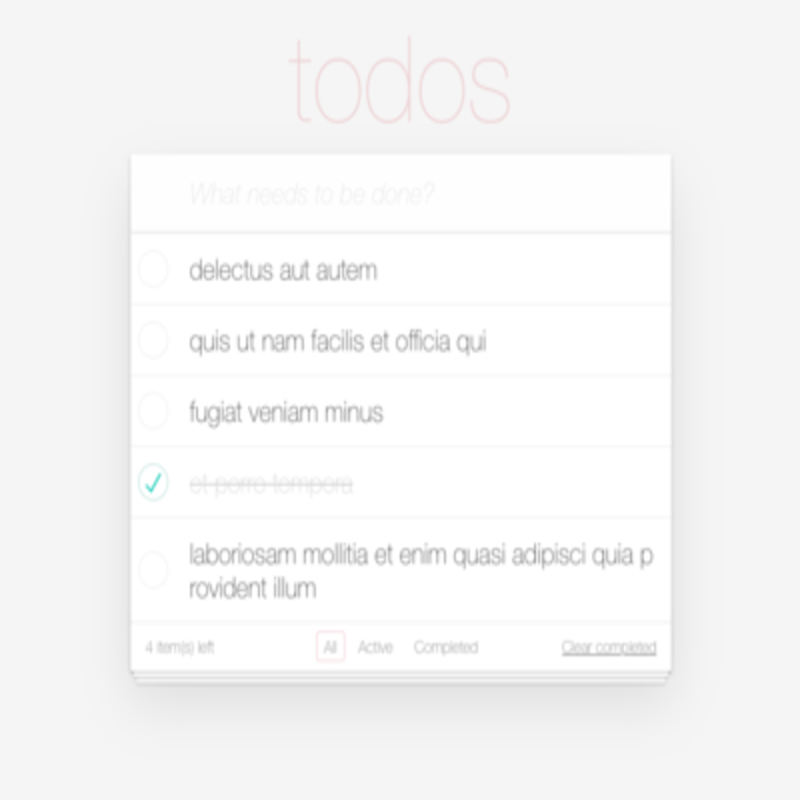 todos
What needs to be done?
delectus aut autem
quis ut nam facilis et officia qui
fugiat veniam minus
et porro tempora
laboriosam mollitia et enim quasi adipisci quia p
rovident illum
4 item(s) left All Active Completed Clear completed